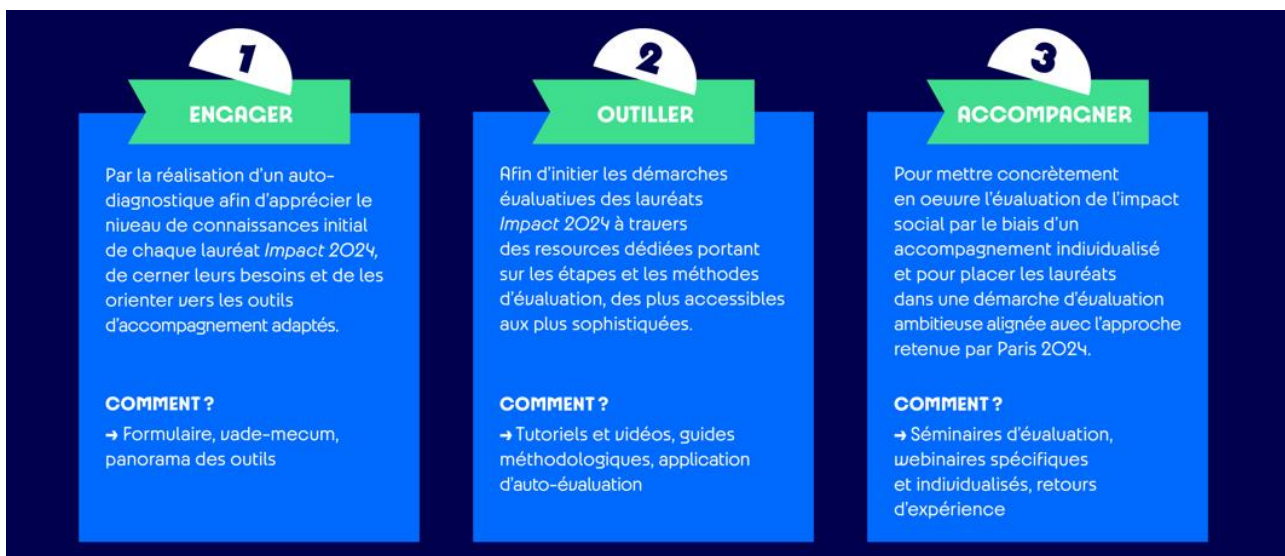 1
ENGAGER
Par la réalisation d'un auto-
diagnostique afin d'apprécier le
niveau de connaissances initial
de chaque lauréat Impact 2024,
de cerner leurs besoins et de les
orienter vers les outils
d'accompagnement adaptés.
COMMENT ?
→ Formulaire, vade-mecum,
panorama des outils
2
OUTILLER
Afin d'initier les démarches
évaluatives des lauréats
Impact 2024 à travers
des resources dédiées portant
sur les étapes et les méthodes
d'évaluation, des plus accessibles
aux plus sophistiquées.
COMMENT ?
→ Tutoriels et vidéos, guides
méthodologiques, application
d'auto-évaluation
3
ACCOMPAGNER
Pour mettre concrètement
en oeuvre l'évaluation de l'impact
social par le biais d'un
accompagnement individualisé
et pour placer les lauréats
dans une démarche d'évaluation
ambitieuse alignée avec l'approche
retenue par Paris 2024.
COMMENT ?
→ Séminaires d'évaluation,
webinaires spécifiques
et individualisés, retours
d'expérience